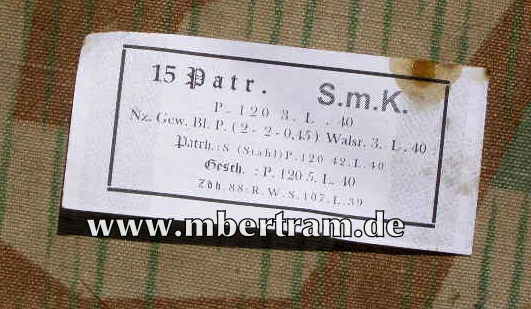 15 Patr.
S.m.K.
P. 120 3. L. 40
Nz. Gew. Bl. P. (2-2-0,45) Walsr. 3. L. 40
Patrh.: S (Stahl) P. 120 42. L. 40
Gesch. : P. 120 5. L. 40
Zdh. 88: R.W.S. 107. L. 39
www.mbertram.de